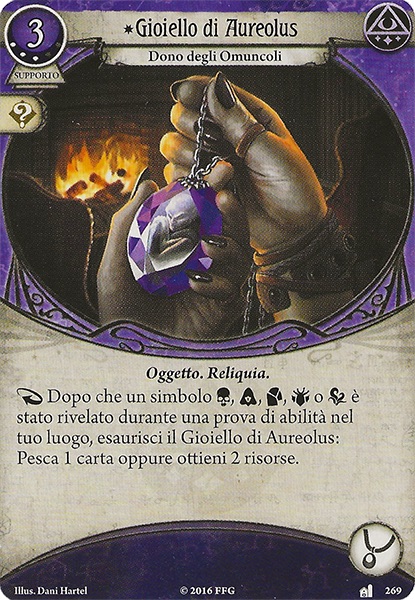 3
*Gioiello di Aureolus
SUPPORTO
Dono degli Omuncoli
?
Oggetto. Reliquia.
Dopo che un simbolo , , , o è
stato rivelato durante una prova di abilità nel
tuo luogo, esaurisci il Gioiello di Aureolus:
Pesca 1 carta oppure ottieni 2 risorse.
Illus. Dani Hartel
© 2016 FFG
269